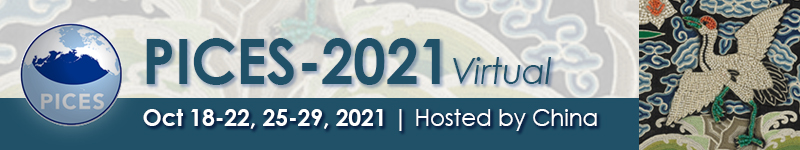 PICES
PICES-2021 Virtual
Oct 18-22, 25-29, 2021 | Hosted by China